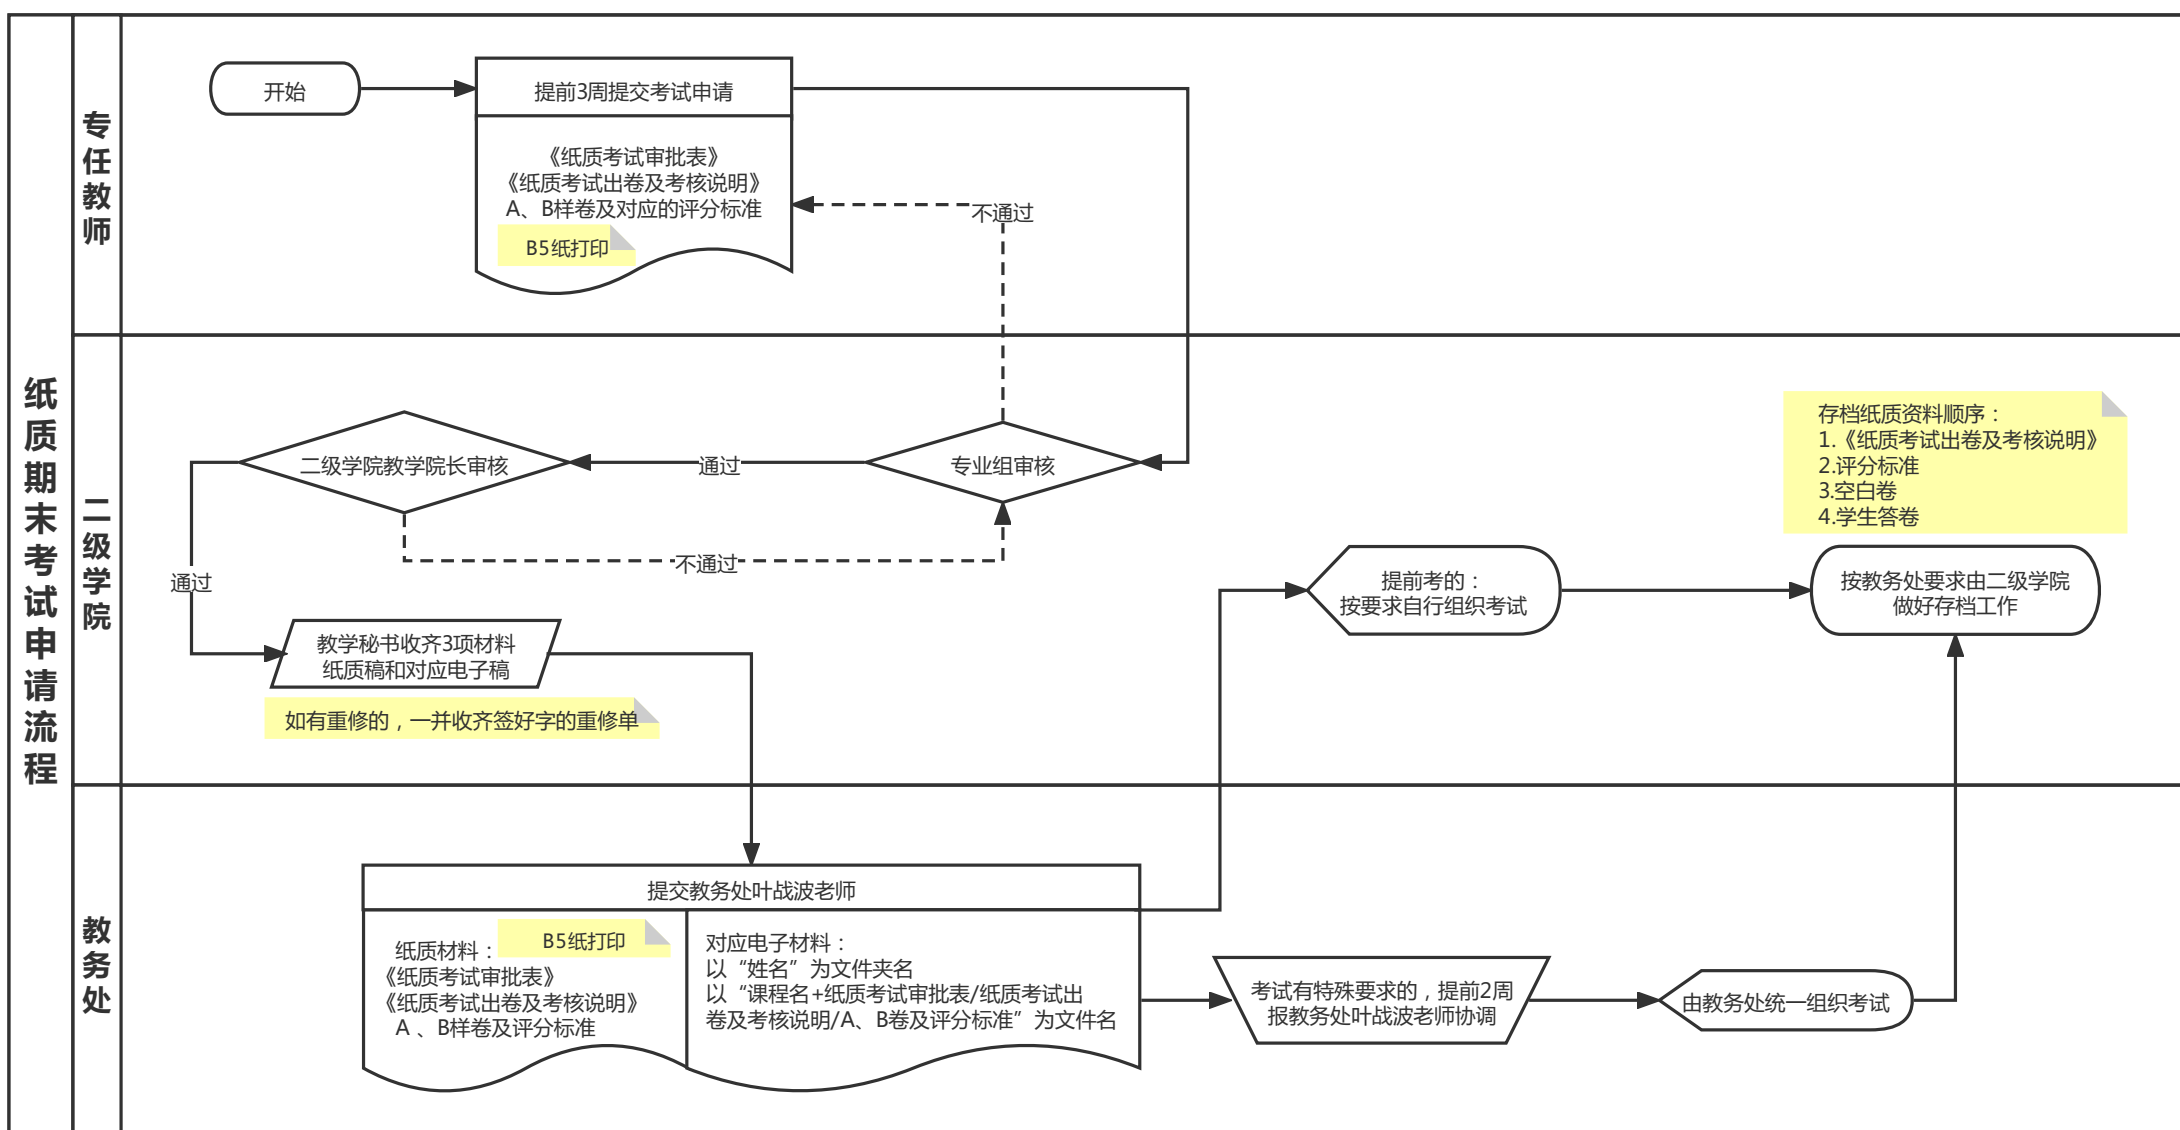 纸质期末考试申请流程
专任教师
开始
提前3周提交考试申请
《纸质考试审批表》
《纸质考试出卷及考核说明》
A、B样卷及对应的评分标准
B5纸打印
不通过
二级学院
二级学院教学院长审核
通过
专业组审核
不通过
通过
教学秘书收齐3项材料
纸质稿和对应电子稿
如有重修的，一并收齐签好字的重修单
存档纸质资料顺序：
1.《纸质考试出卷及考核说明》
2.评分标准
3.空白卷
4.学生答卷
提前考的：
按要求自行组织考试
按教务处要求由二级学院
做好存档工作
教务处
提交教务处叶战波老师
纸质材料：
B5纸打印
《纸质考试审批表》
《纸质考试出卷及考核说明》
A 、B样卷及评分标准
对应电子材料：
以“姓名”为文件夹名
以“课程名+纸质考试审批表/纸质考试出
卷及考核说明/A、B卷及评分标准”为文件名
考试有特殊要求的，提前2周
报教务处叶战波老师协调
由教务处统一组织考试